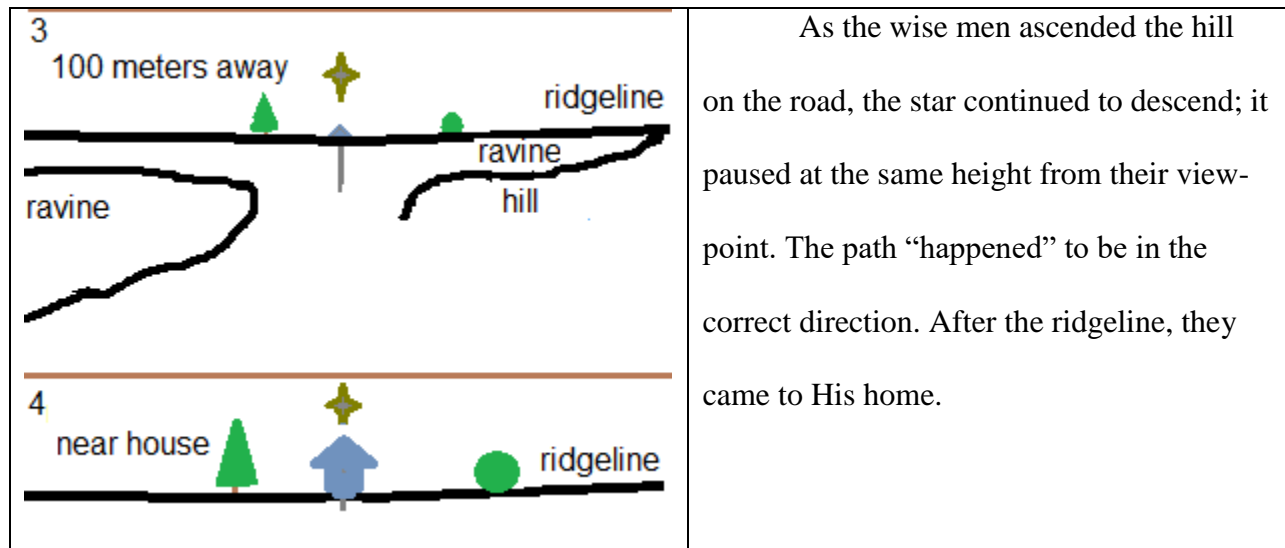 3
100 meters away
ridgeline
ravine
ravine
hill
4
near house
ridgeline
As the wise men ascended the hill
on the road, the star continued to descend; it
paused at the same height from their view-
point. The path “happened” to be in the
correct direction. After the ridgeline, they
came to His home.